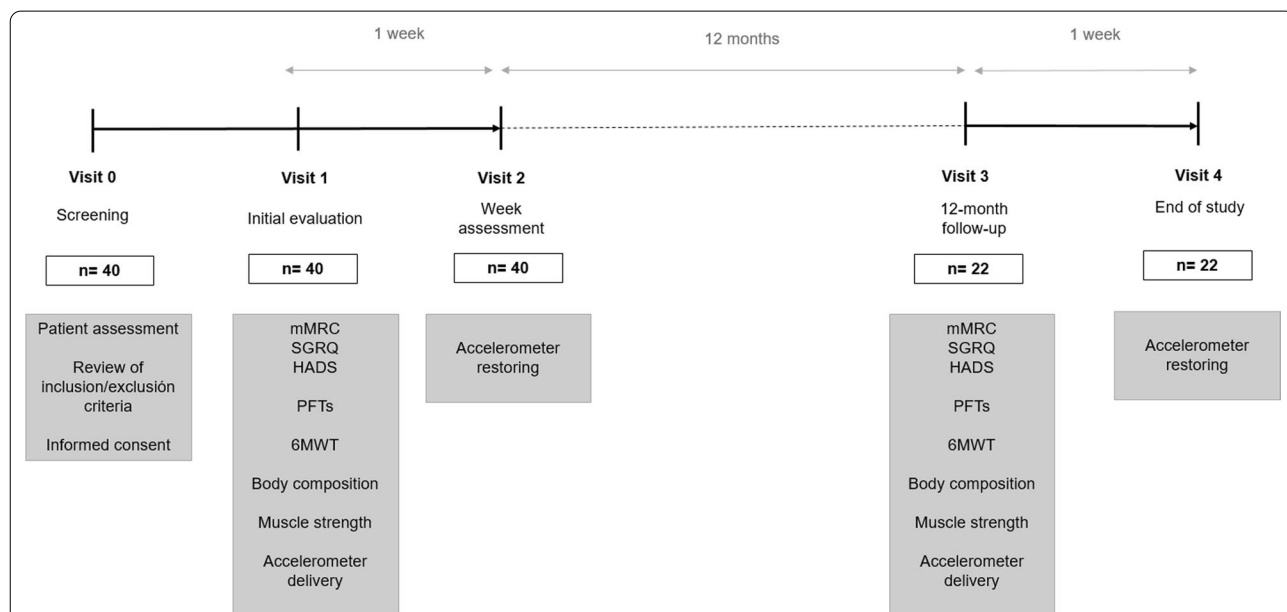 1 week
12 months
1 week
Visit 0
Screening
n= 40
Patient assessment
Review of
inclusion/exclusión
criteria
Informed consent
Visit 1
Initial evaluation
n= 40
mMRC
SGRQ
HADS
PFTs
6MWT
Body composition
Muscle strength
Accelerometer
delivery
Visit 2
Week
assessment
n= 40
Accelerometer
restoring
Visit 3
12-month
follow-up
n= 22
mMRC
SGRQ
HADS
PFTs
6MWT
Body composition
Muscle strength
Accelerometer
delivery
Visit 4
End of study
n= 22
Accelerometer
restoring